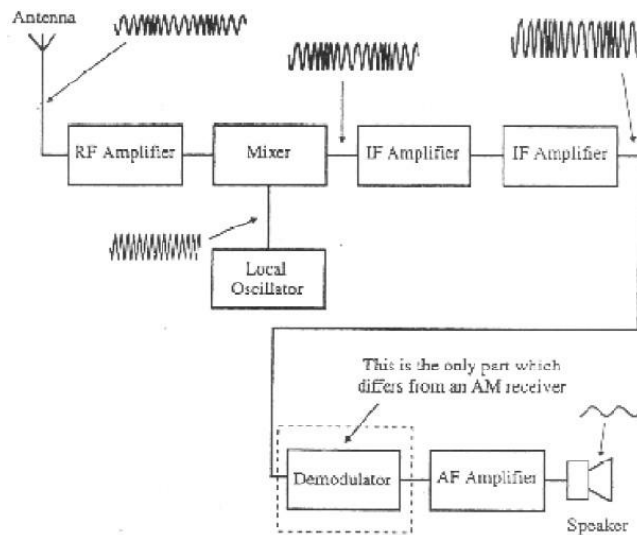 Antenna
RF Amplifier
Mixer
IF Amplifier
IF Amplifier
Local
Oscillator
This is the only part which
differs from an AM receiver
Demodulator
AF Amplifier
Speaker